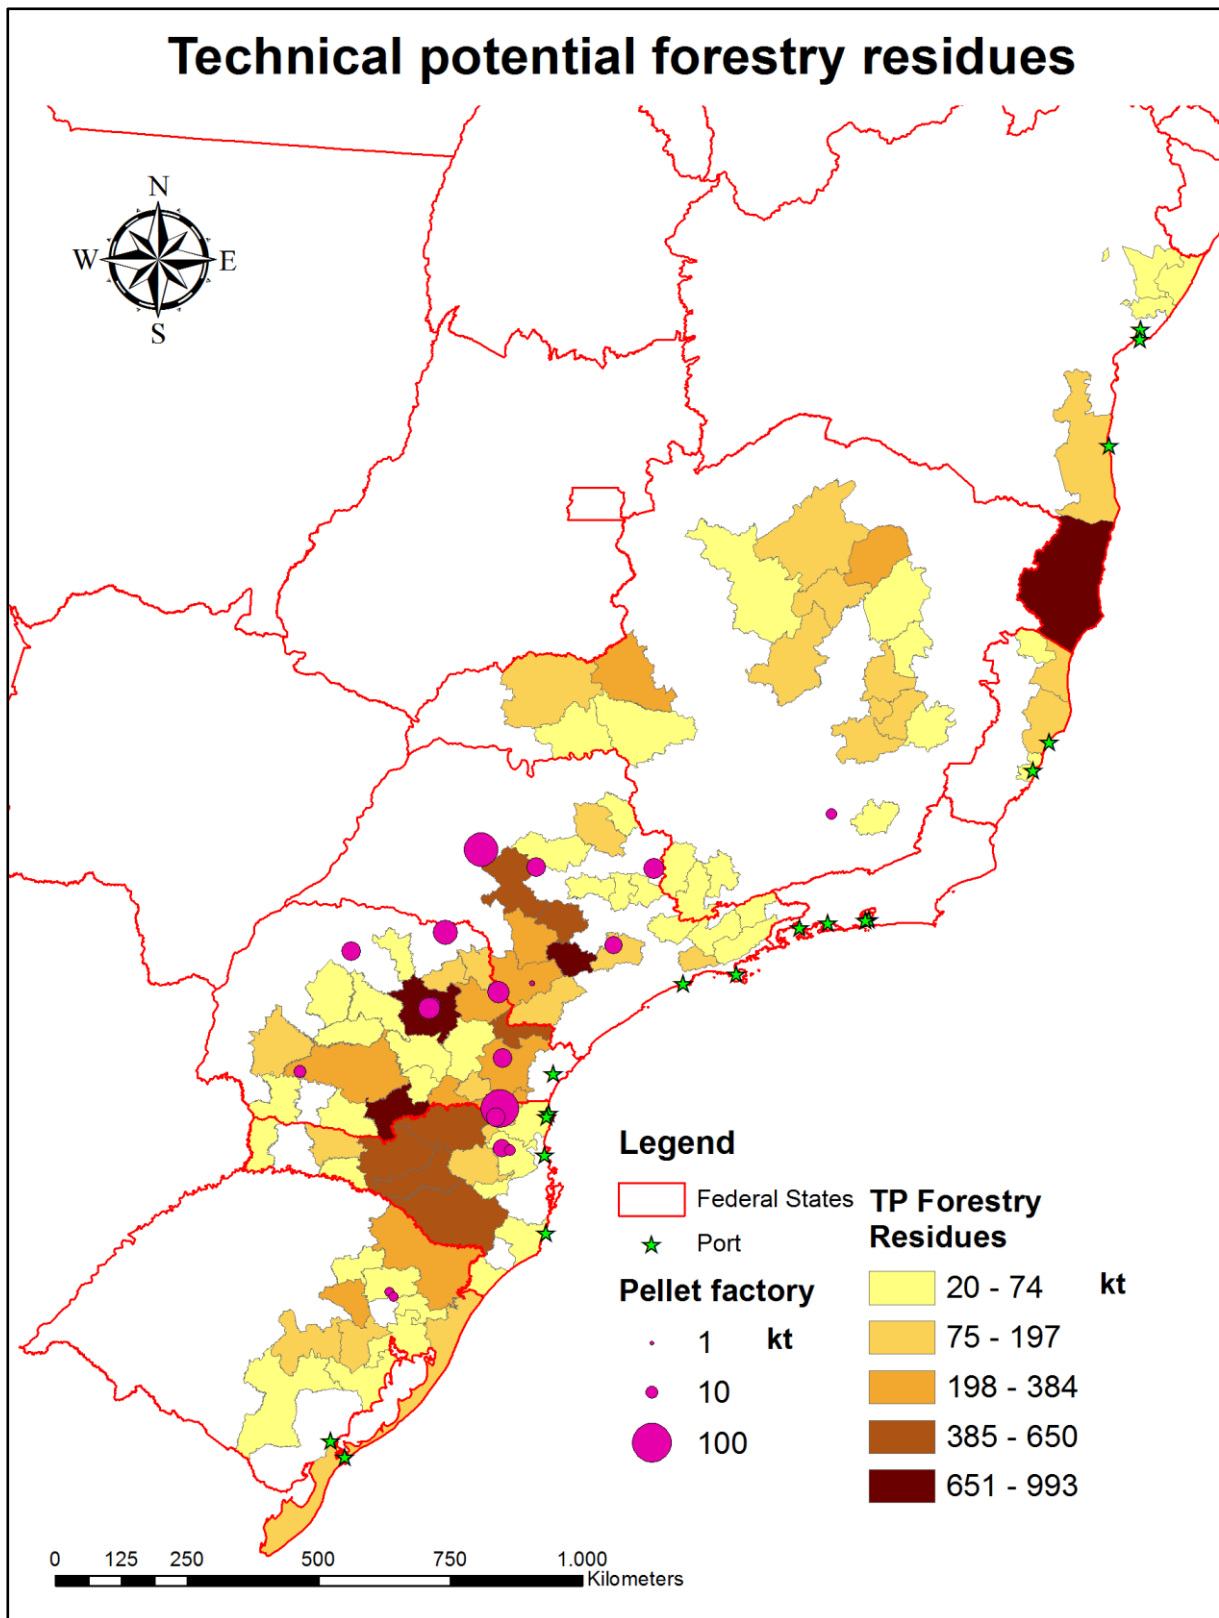 Technical potential forestry residues
N
W E
S
Legend
Federal States
Port
Pellet factory
1 kt
10
100
TP Forestry
Residues
20 - 74 kt
75 - 197
198 - 384
385 - 650
651 - 993
0 125 250 500 750 1.000
Kilometers